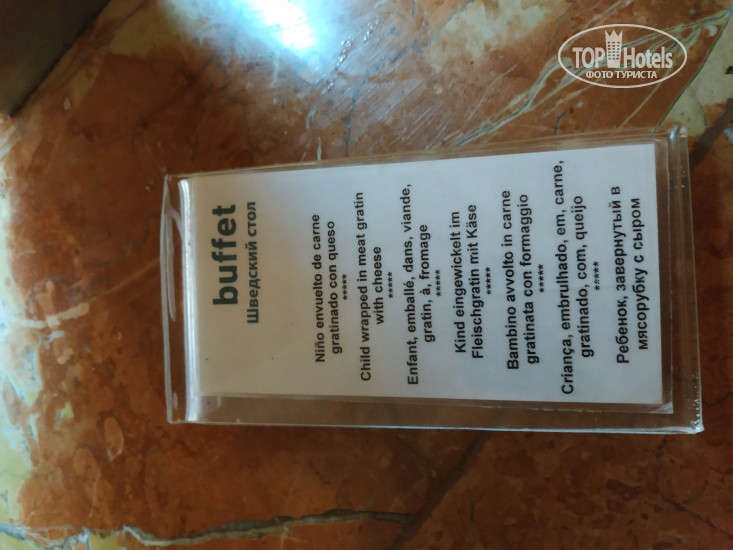 TOP Hotels
ФОТО ТУРИСТА
buffet
Шведский стол
Niño envuelto de carne
gratinado con queso
*****
Child wrapped in meat gratin
with cheese
*****
Enfant, emballé, dans, viande,
gratin, à, fromage
*****
Kind eingewickelt im
Fleischgratin mit Käse
*****
Bambino avvolto in carne
gratinata con formaggio
*****
Criança, embrulhado, em, carne,
gratinado, com, queijo
*****
Ребенок, завернутый в
мясорубку с сыром